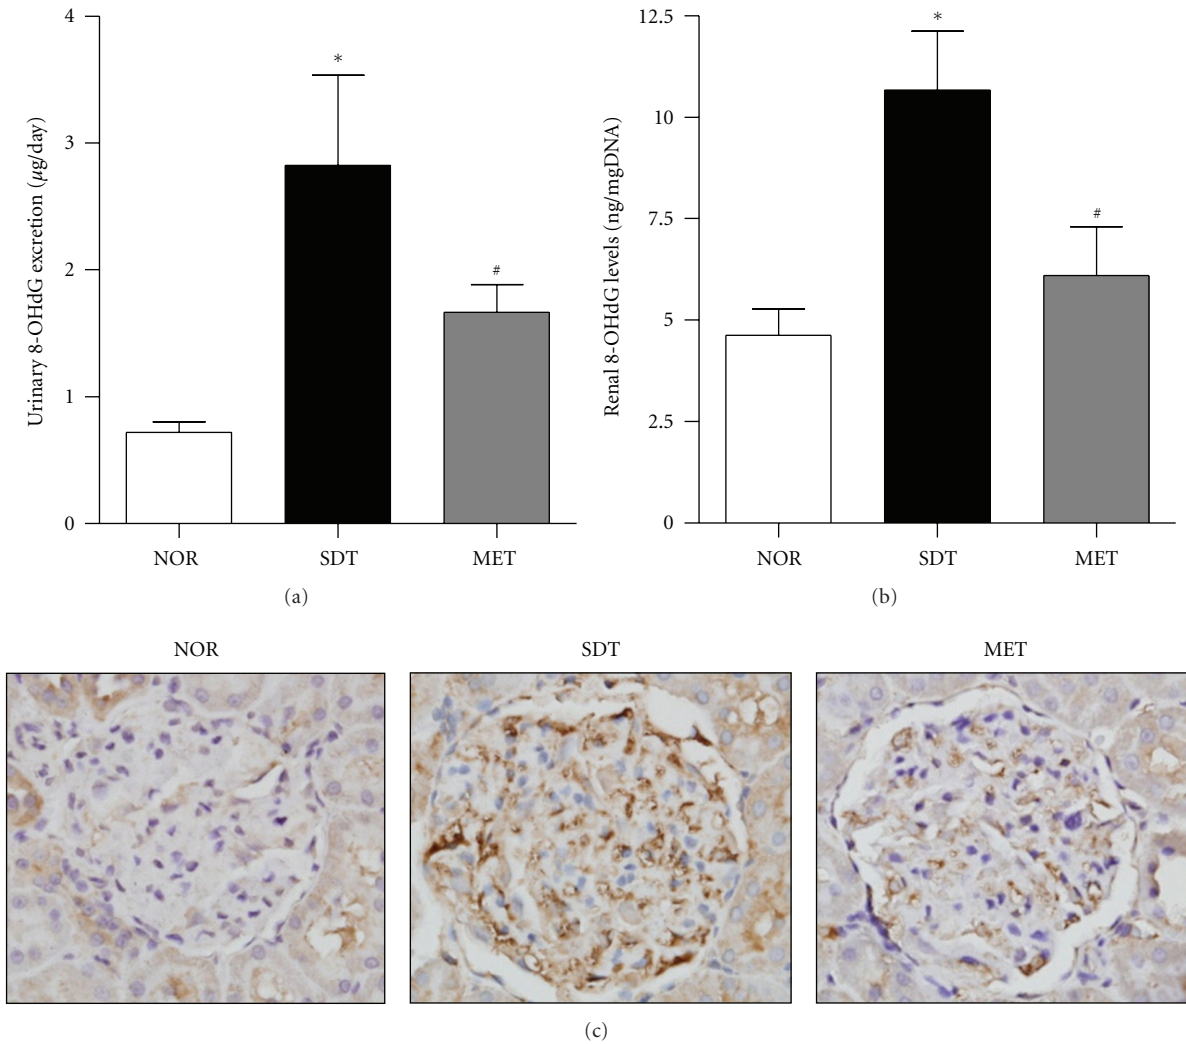 Urinary 8-OHdG excretion (µg/day)
4
3
2
1
0
*
#
NOR SDT MET
(a)
Renal 8-OHdG levels (ng/mgDNA)
12.5
10
7.5
5
2.5
0
*
#
NOR SDT MET
(b)
NOR SDT MET
(c)